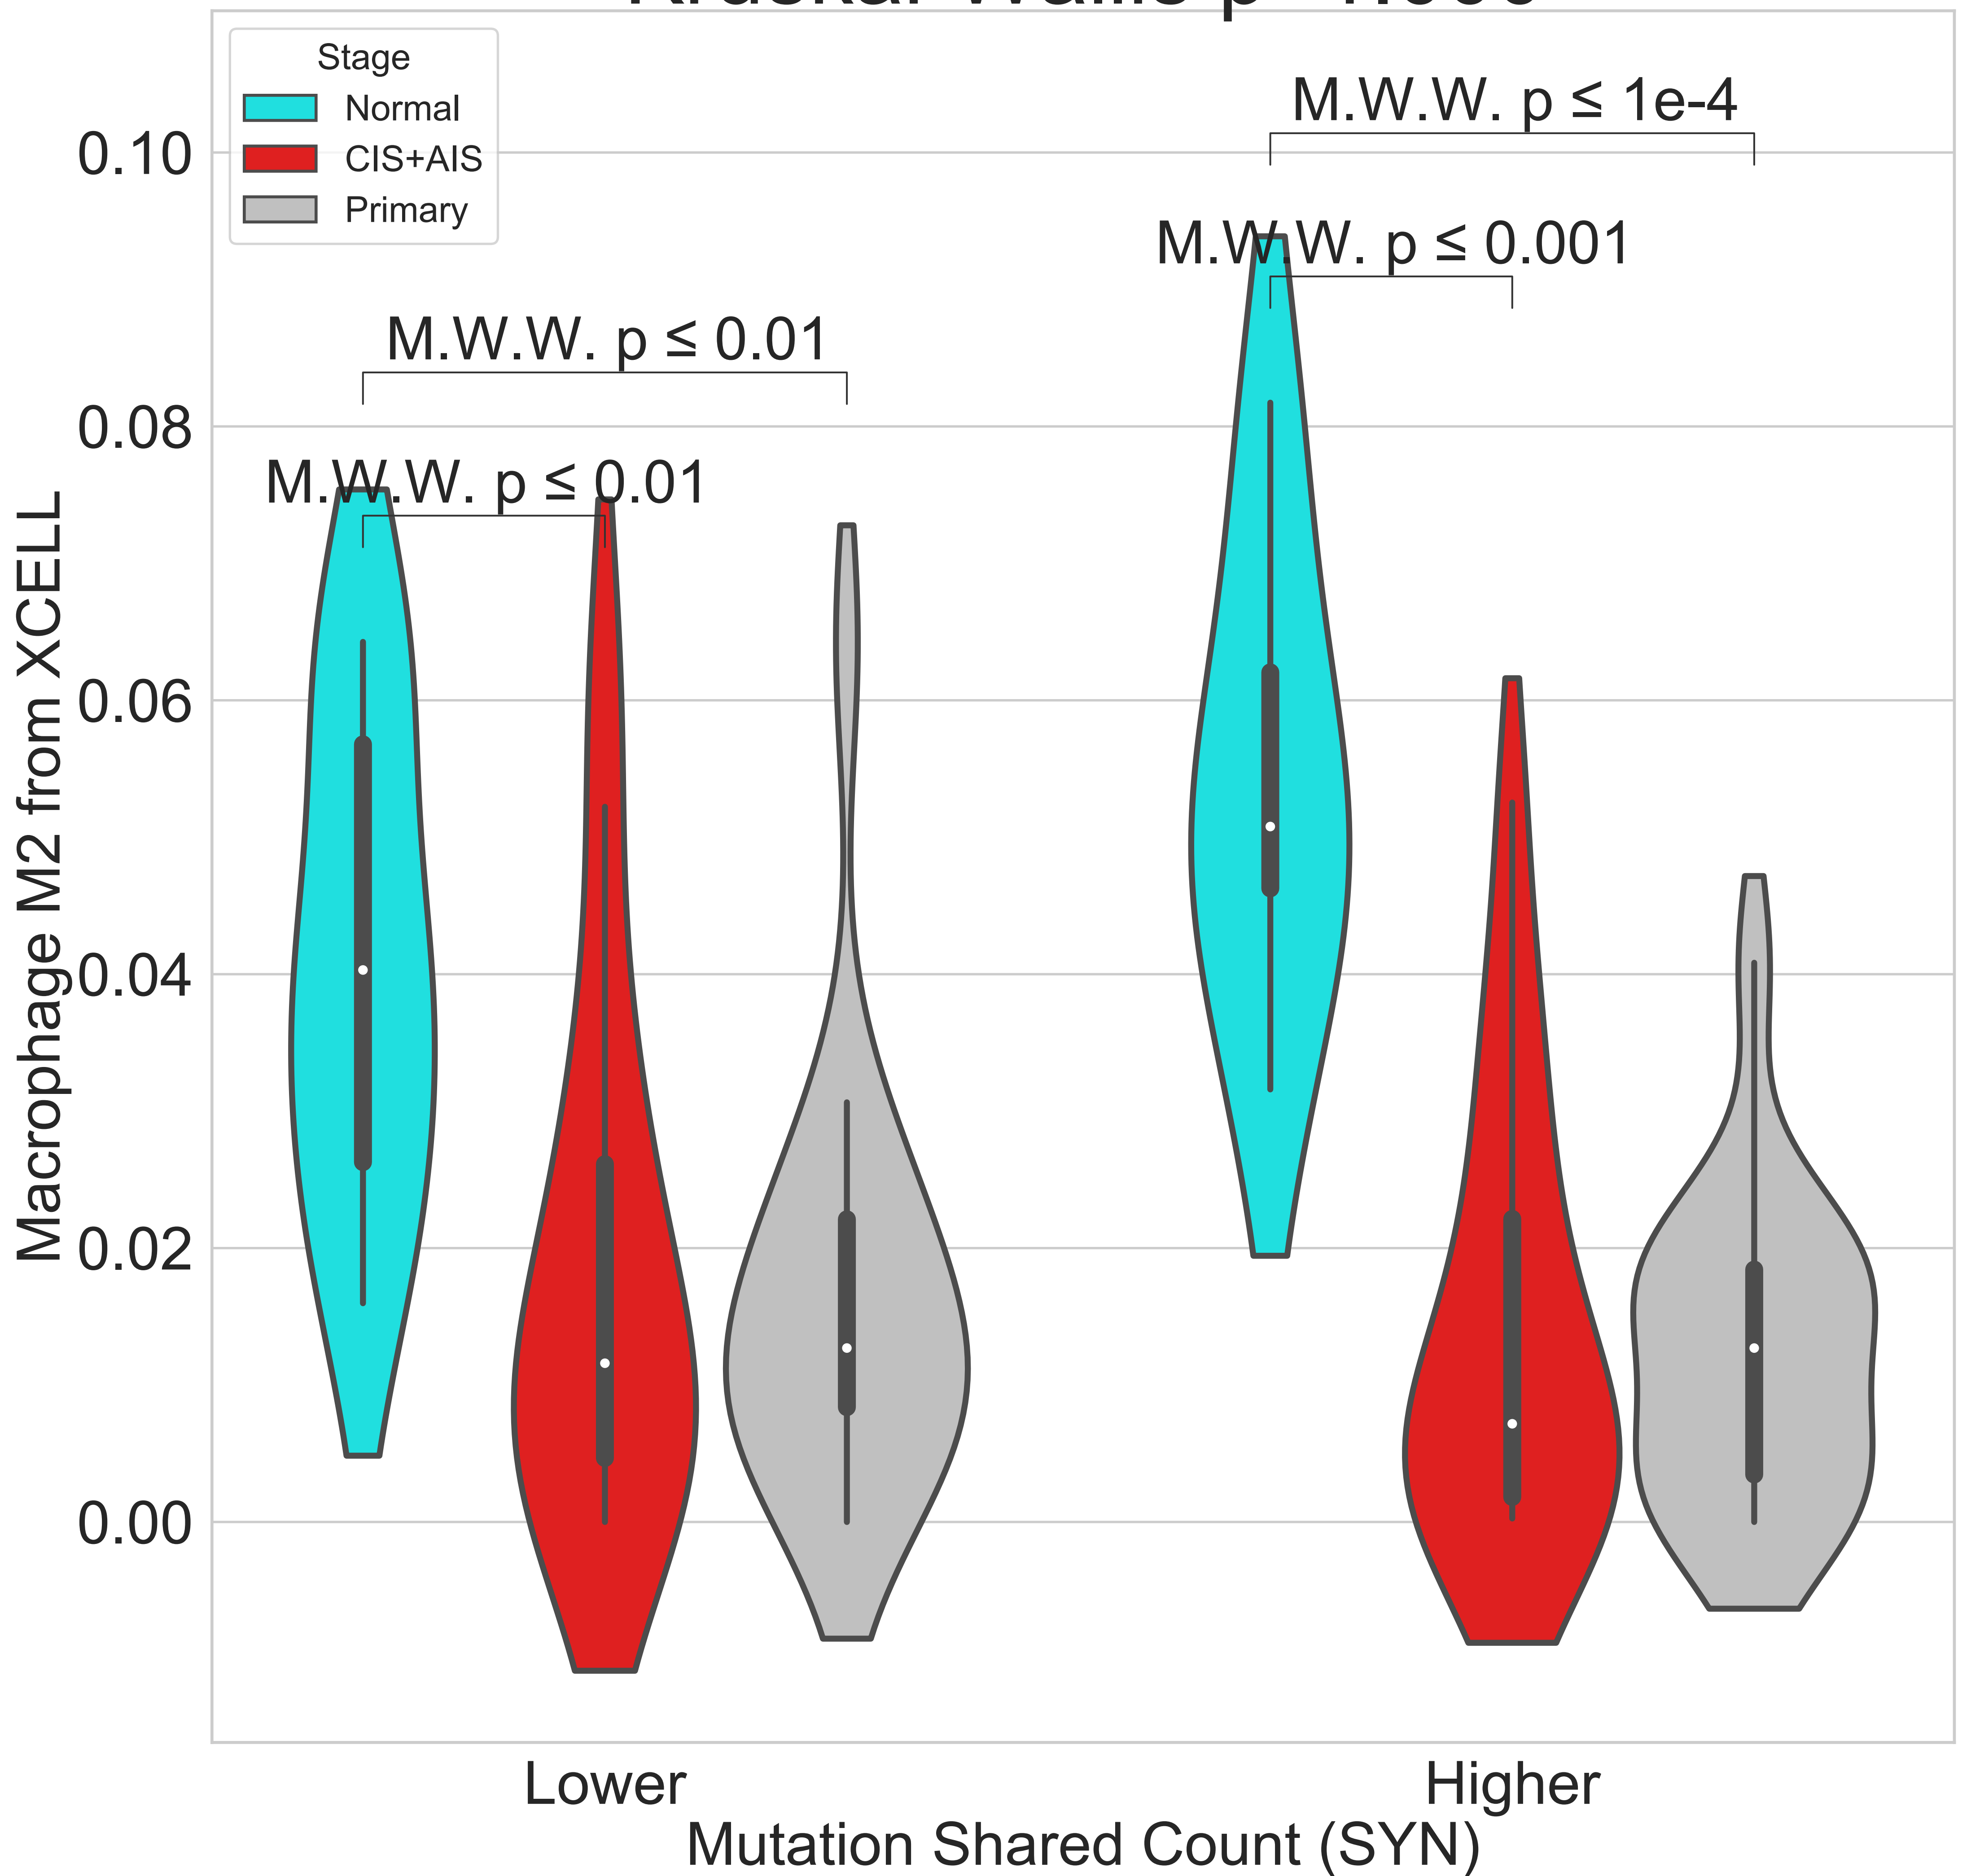 Stage
Normal
CIS+AIS
Primary
M.W.W. p ≤ 1e-4
M.W.W. p ≤ 0.001
M.W.W. p ≤ 0.01
M.W.W. p ≤ 0.01
0.10
0.08
0.06
0.04
0.02
0.00
Macrophage M2 from XCELL
Lower
Higher
Mutation Shared Count (SYN)